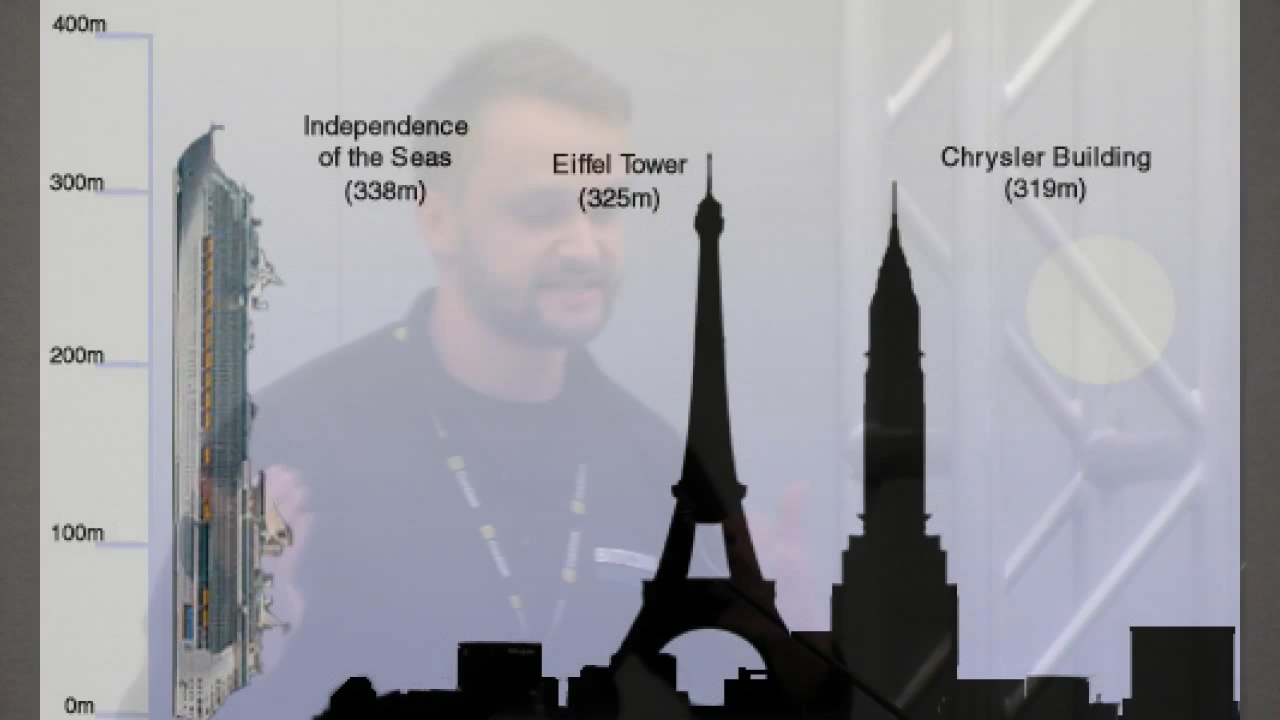 400m
300m
200m
100m
0m
Independence
of the Seas
(338m)
Eiffel Tower
(325m)
Chrysler Building
(319m)